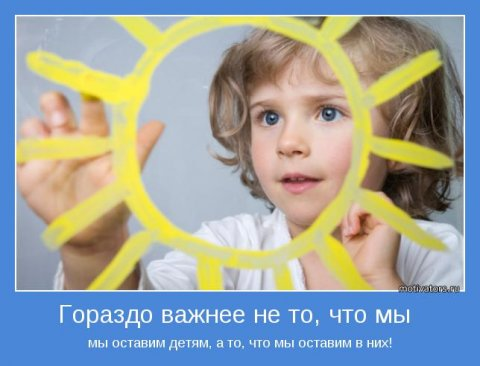 motivators.ru
Гораздо важнее не то, что мы
мы оставим детям, а то, что мы оставим в них!